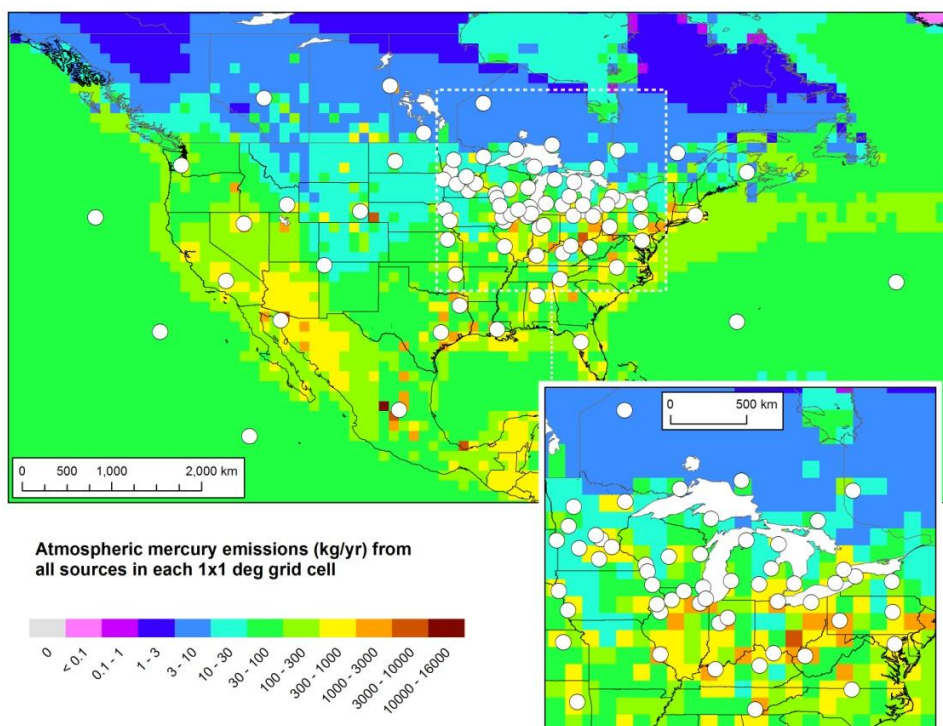 0 500 km
0 500 1,000 2,000 km
Atmospheric mercury emissions (kg/yr) from
all sources in each 1x1 deg grid cell
0
< 0.1
0.1 - 1
1 - 3
3 - 10
10 - 30
30 - 100
100 - 300
300 - 1000
1000 -3000
3000 -10000
10000 -15000